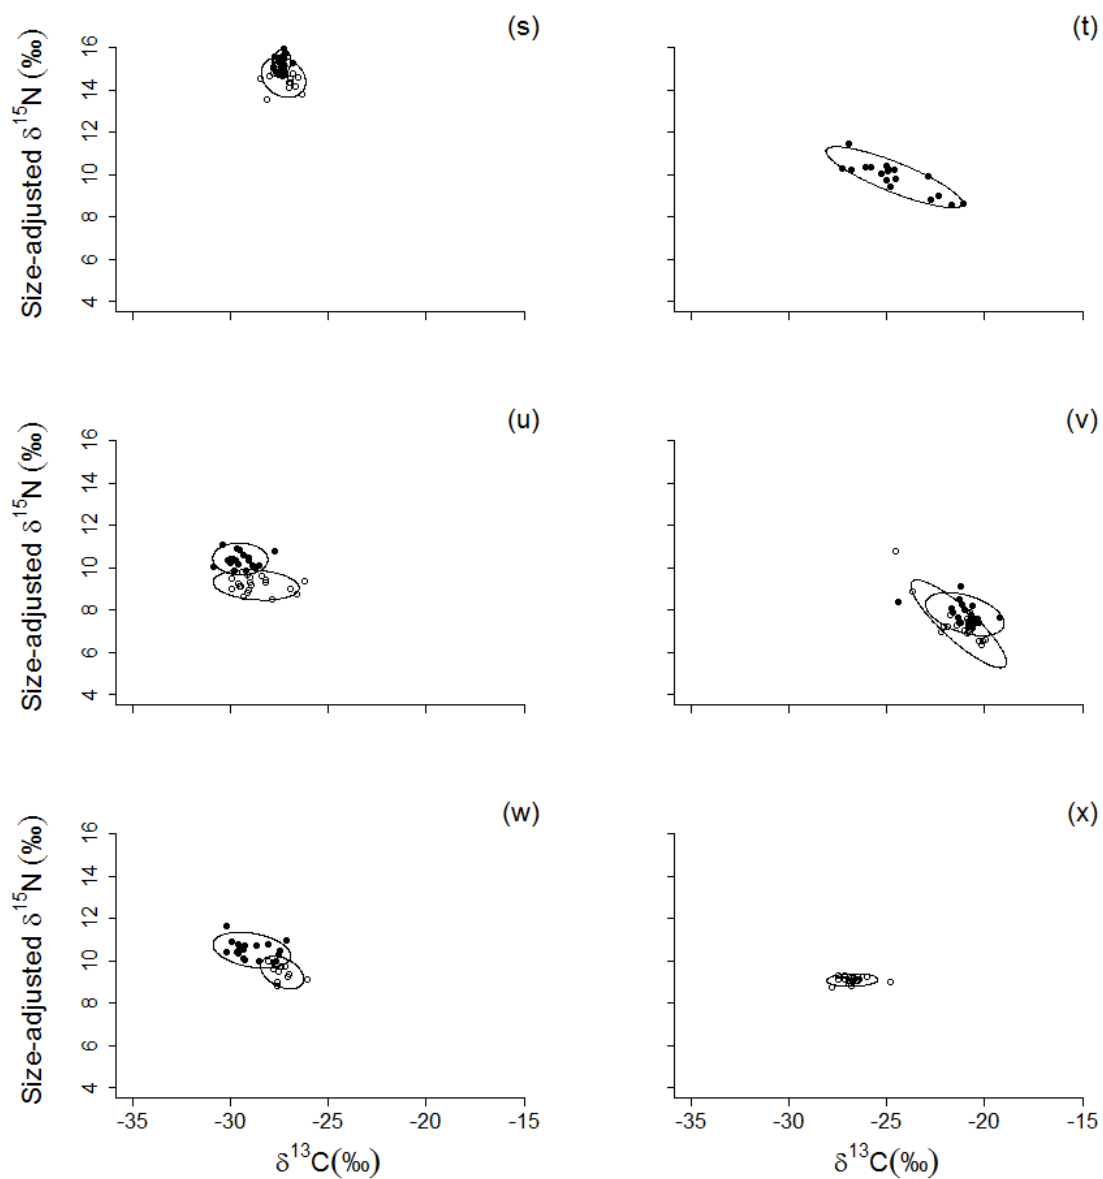 (s)
(t)
Size-adjusted δ¹⁵N (‰)
16
14
12
10
8
6
4
(u)
(v)
Size-adjusted δ¹⁵N (‰)
16
14
12
10
8
6
4
(w)
(x)
Size-adjusted δ¹⁵N (‰)
16
14
12
10
8
6
4
-35 -30 -25 -20 -15
-35 -30 -25 -20 -15
δ¹³C(‰)
δ¹³C(‰)